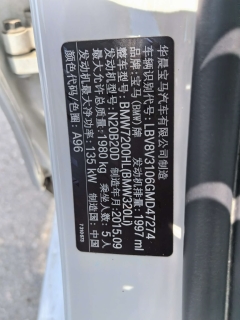 华晨宝马汽车有限公司制造
车辆识别代号: LBV8V3106GMD47274
品牌: 宝马(BMW)牌 发动机排量: 1997 ml
整车型号: BMW7200HL(BMW320Li)
发动机型号: N20B20D 制造年月: 2015.09
最大允许总质量: 1980 kg 乘坐人数: 5 人
发动机最大净功率: 135 kW 制造国: 中国
颜色代码/色圈: A96